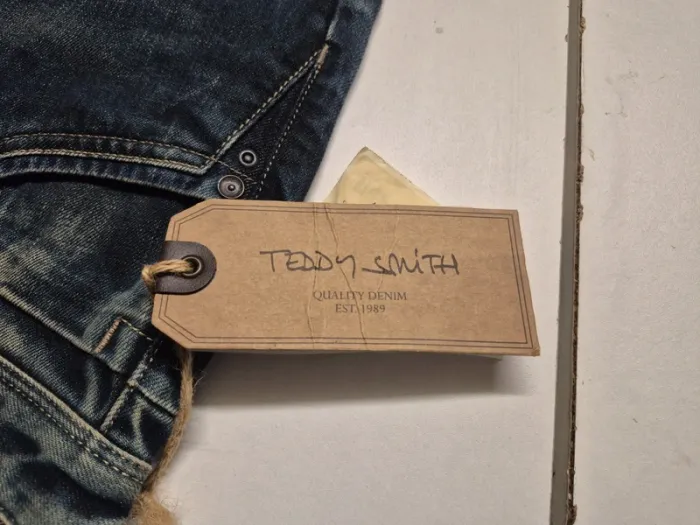 TEDDY SMITH
QUALITY DENIM
EST. 1989